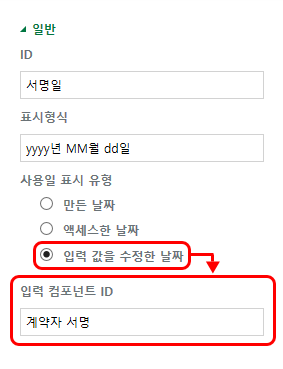 일반
ID
서명일
표시형식
yyyy년 MM월 dd일
사용일 표시 유형
만든 날짜
액세스한 날짜
입력 값을 수정한 날짜
입력 컴포넌트 ID
계약자 서명